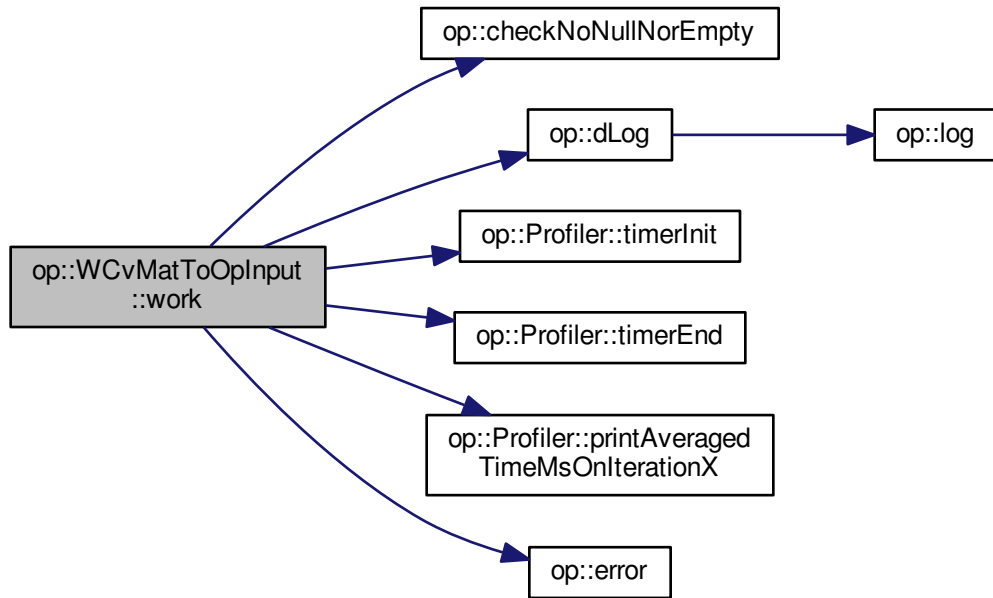 op::checkNoNullNorEmpty
op::dLog
op::log
op::Profiler::timerInit
op::WCvMatToOpInput
::work
op::Profiler::timerEnd
op::Profiler::printAveraged
TimeMsOnIterationX
op::error